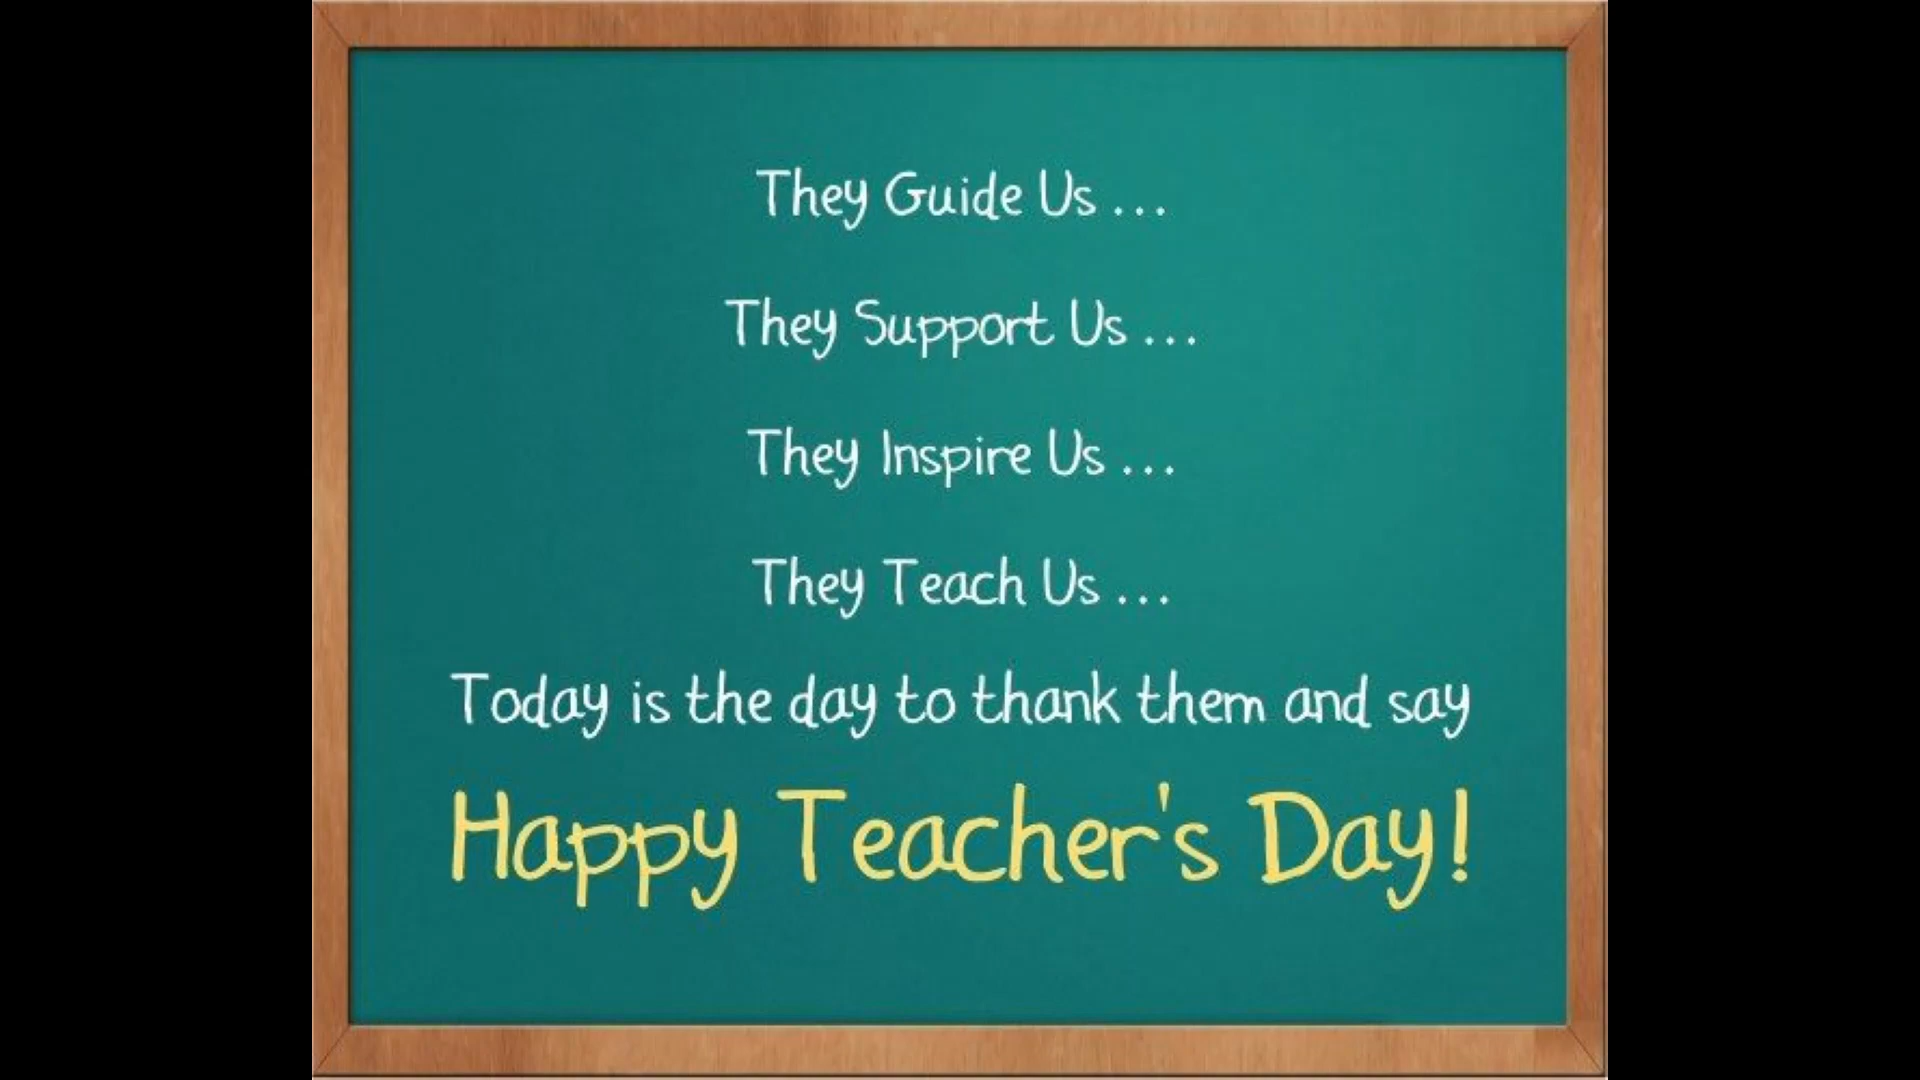 They Guide Us ...
They Support Us ...
They Inspire Us ...
They Teach Us ...
Today is the day to thank them and say
Happy Teacher's Day!